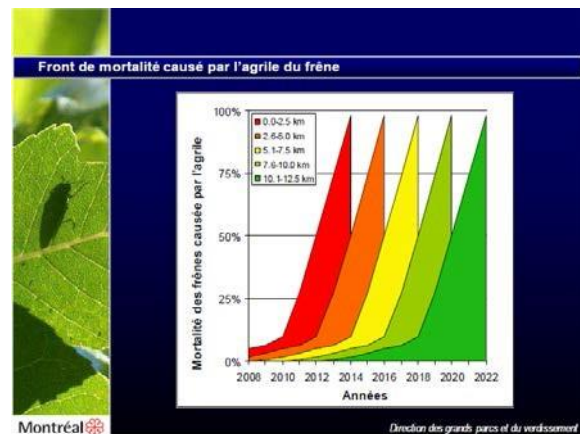 Front de mortalité causé par l'agrile du frêne
Mortalité des frênes causée par l'agrile
100%
75%
50%
25%
0%
0.0-2.5 km
2.6-5.0 km
5.1-7.5 km
7.6-10.0 km
10.1-12.5 km
2008 2010 2012 2014 2016 2018 2020 2022
Années
Montréal
Direction des grands parcs et du verdissement